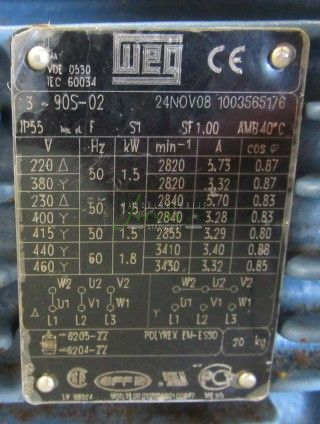 VDE 0530
IEC 60034
WEG CE
3 ~ 90S-02 24NOV08 1003565176
IP55 F S1 SF1.00 AMB40°C
V Hz kW min-1 A cos φ
220 Δ 50 1.5 2820 5.73 0.87
380 Y 2820 3.32 0.87
230 Δ 50 1.5 2840 5.70 0.83
400 Y 2840 3.28 0.83
415 Y 50 1.5 2855 3.29 0.80
440 Y 60 1.8 3410 3.40 0.88
460 Y 3430 3.32 0.85
W2 U2 V2 W2 U2 V2
U1 V1 W1 U1 V1 W1
Δ L1 L2 L3 Y L1 L2 L3
6205-ZZ POLYREX EM-ESSO 20 kg
6204-ZZ